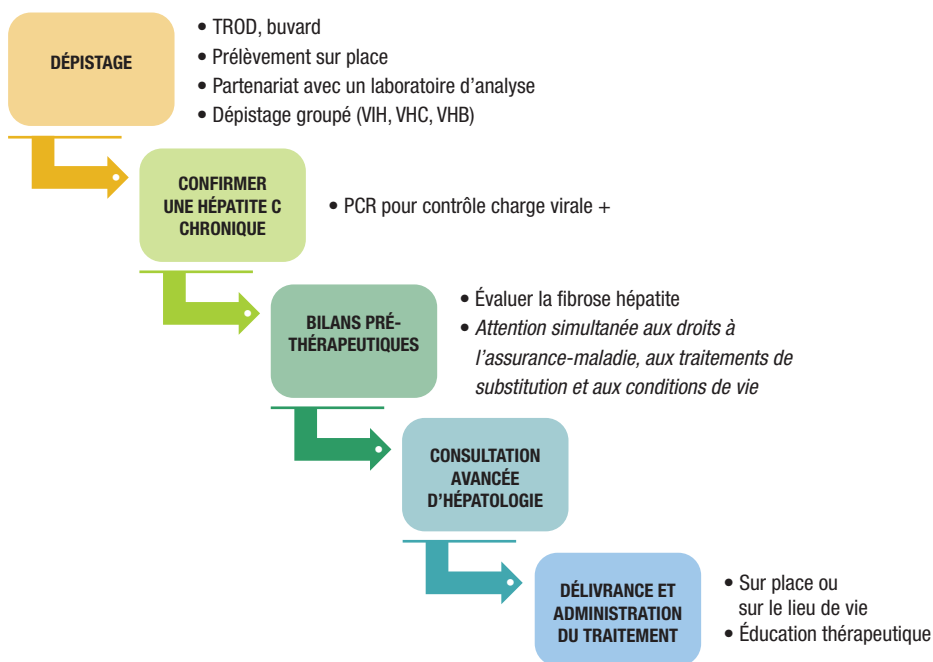 DÉPISTAGE
• TROD, buvard
• Prélèvement sur place
• Partenariat avec un laboratoire d'analyse
• Dépistage groupé (VIH, VHC, VHB)
CONFIRMER
UNE HÉPATITE C
CHRONIQUE
• PCR pour contrôle charge virale +
BILANS PRÉ-
THÉRAPEUTIQUES
• Évaluer la fibrose hépatite
• Attention simultanée aux droits à
l'assurance-maladie, aux traitements de
substitution et aux conditions de vie
CONSULTATION
AVANCÉE
D'HÉPATOLOGIE
DÉLIVRANCE ET
ADMINISTRATION
DU TRAITEMENT
• Sur place ou
sur le lieu de vie
• Éducation thérapeutique